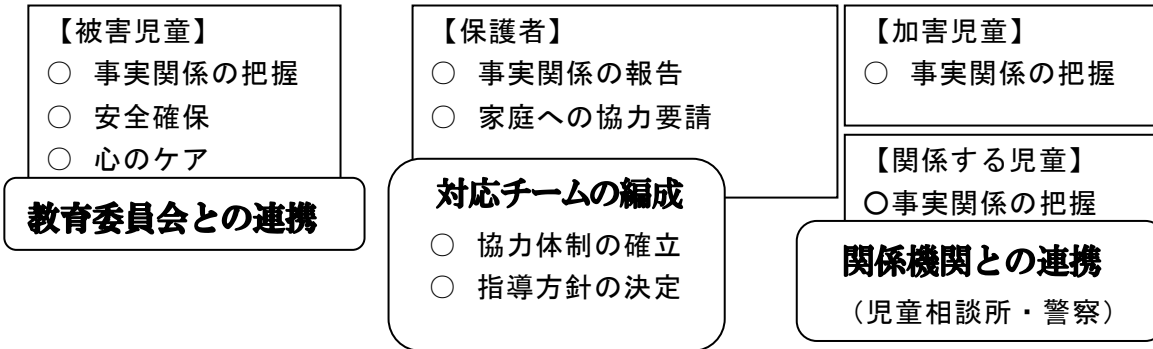 【被害児童】
○ 事実関係の把握
○ 安全確保
○ 心のケア
教育委員会との連携
【保護者】
○ 事実関係の報告
○ 家庭への協力要請
対応チームの編成
○ 協力体制の確立
○ 指導方針の決定
【加害児童】
○ 事実関係の把握
【関係する児童】
○事実関係の把握
関係機関との連携
（児童相談所・警察）